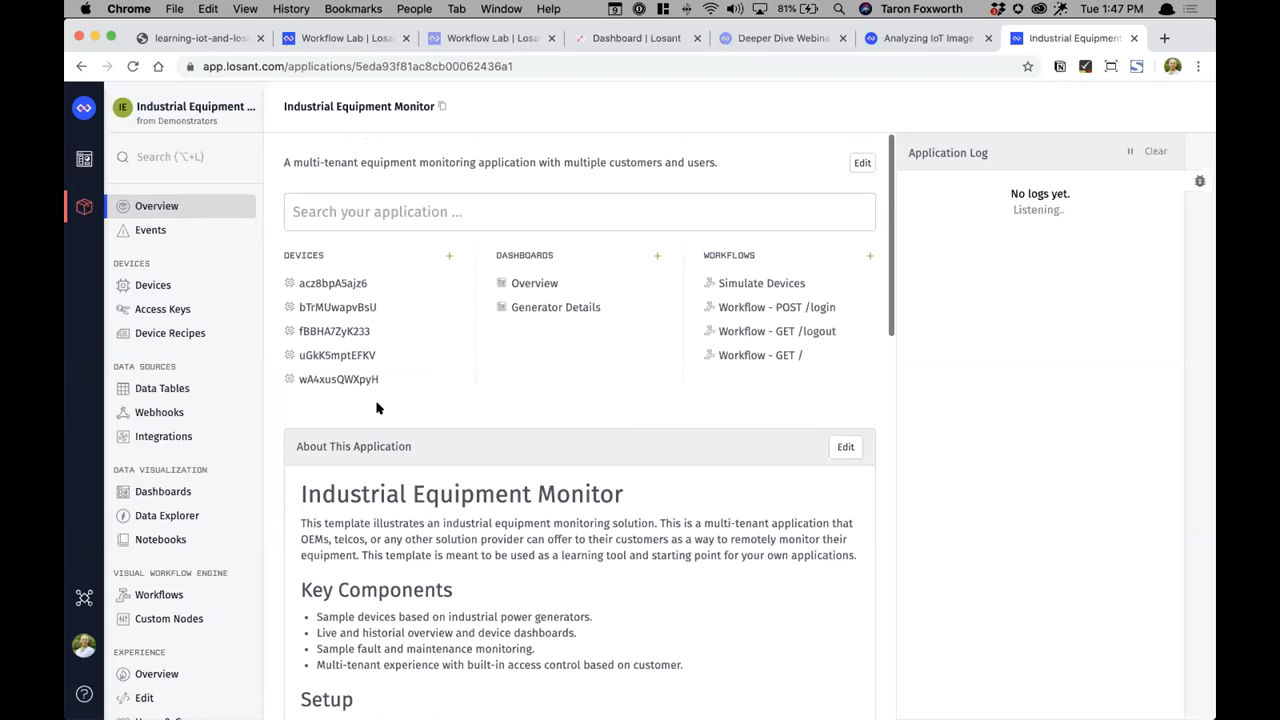 Chrome File Edit View History Bookmarks People Tab Window Help 81% Taron Foxworth Tue 1:47 PM
learning-iot-and-los
Workflow Lab | Losa
Workflow Lab | Losan
Dashboard | Losant
Deeper Dive Webina
Analyzing IoT Image
Industrial Equipment
app.losant.com/applications/5eda93f81ac8cb00062436a1
IE
Industrial Equipment ...
from Demonstrators
Search (⌥+L)
Overview
Events
DEVICES
Devices
Access Keys
Device Recipes
DATA SOURCES
Data Tables
Webhooks
Integrations
DATA VISUALIZATION
Dashboards
Data Explorer
Notebooks
VISUAL WORKFLOW ENGINE
Workflows
Custom Nodes
EXPERIENCE
Overview
Edit
Industrial Equipment Monitor
A multi-tenant equipment monitoring application with multiple customers and users.
Edit
Search your application ...
DEVICES +
acz8bpA5ajz6
bTrMUwapvBsU
fBBHA7ZyK233
uGkK5mptEFKV
wA4xusQWXpyH
DASHBOARDS +
Overview
Generator Details
WORKFLOWS +
Simulate Devices
Workflow - POST /login
Workflow - GET /logout
Workflow - GET /
About This Application
Edit
Industrial Equipment Monitor
This template illustrates an industrial equipment monitoring solution. This is a multi-tenant application that
OEMs, telcos, or any other solution provider can offer to their customers as a way to remotely monitor their
equipment. This template is meant to be used as a learning tool and starting point for your own applications.
Key Components
• Sample devices based on industrial power generators.
• Live and historial overview and device dashboards.
• Sample fault and maintenance monitoring.
• Multi-tenant experience with built-in access control based on customer.
Setup
Application Log
Clear
No logs yet.
Listening..